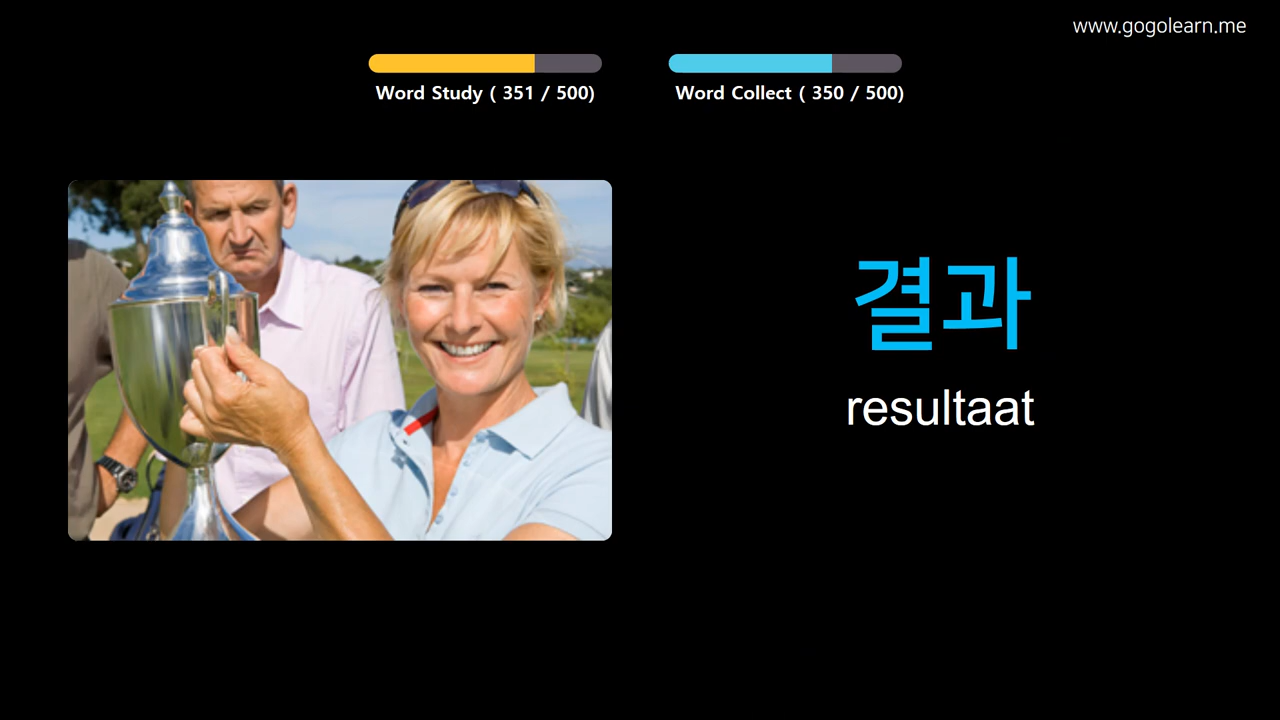 www.gogolearn.me
Word Study ( 351 / 500)
Word Collect ( 350 / 500)
결과
resultaat